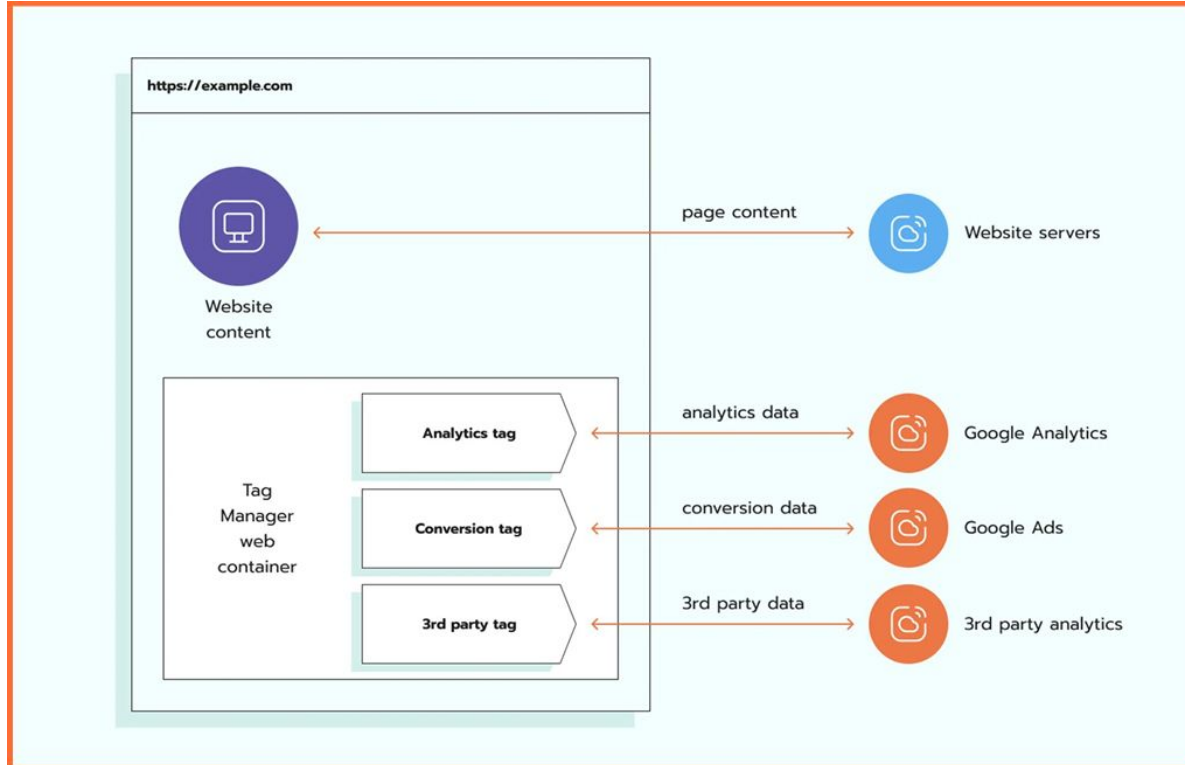 https://example.com
page content
Website servers
Website
content
analytics data
Analytics tag
Google Analytics
Tag
Manager
web
container
conversion data
Conversion tag
Google Ads
3rd party data
3rd party tag
3rd party analytics